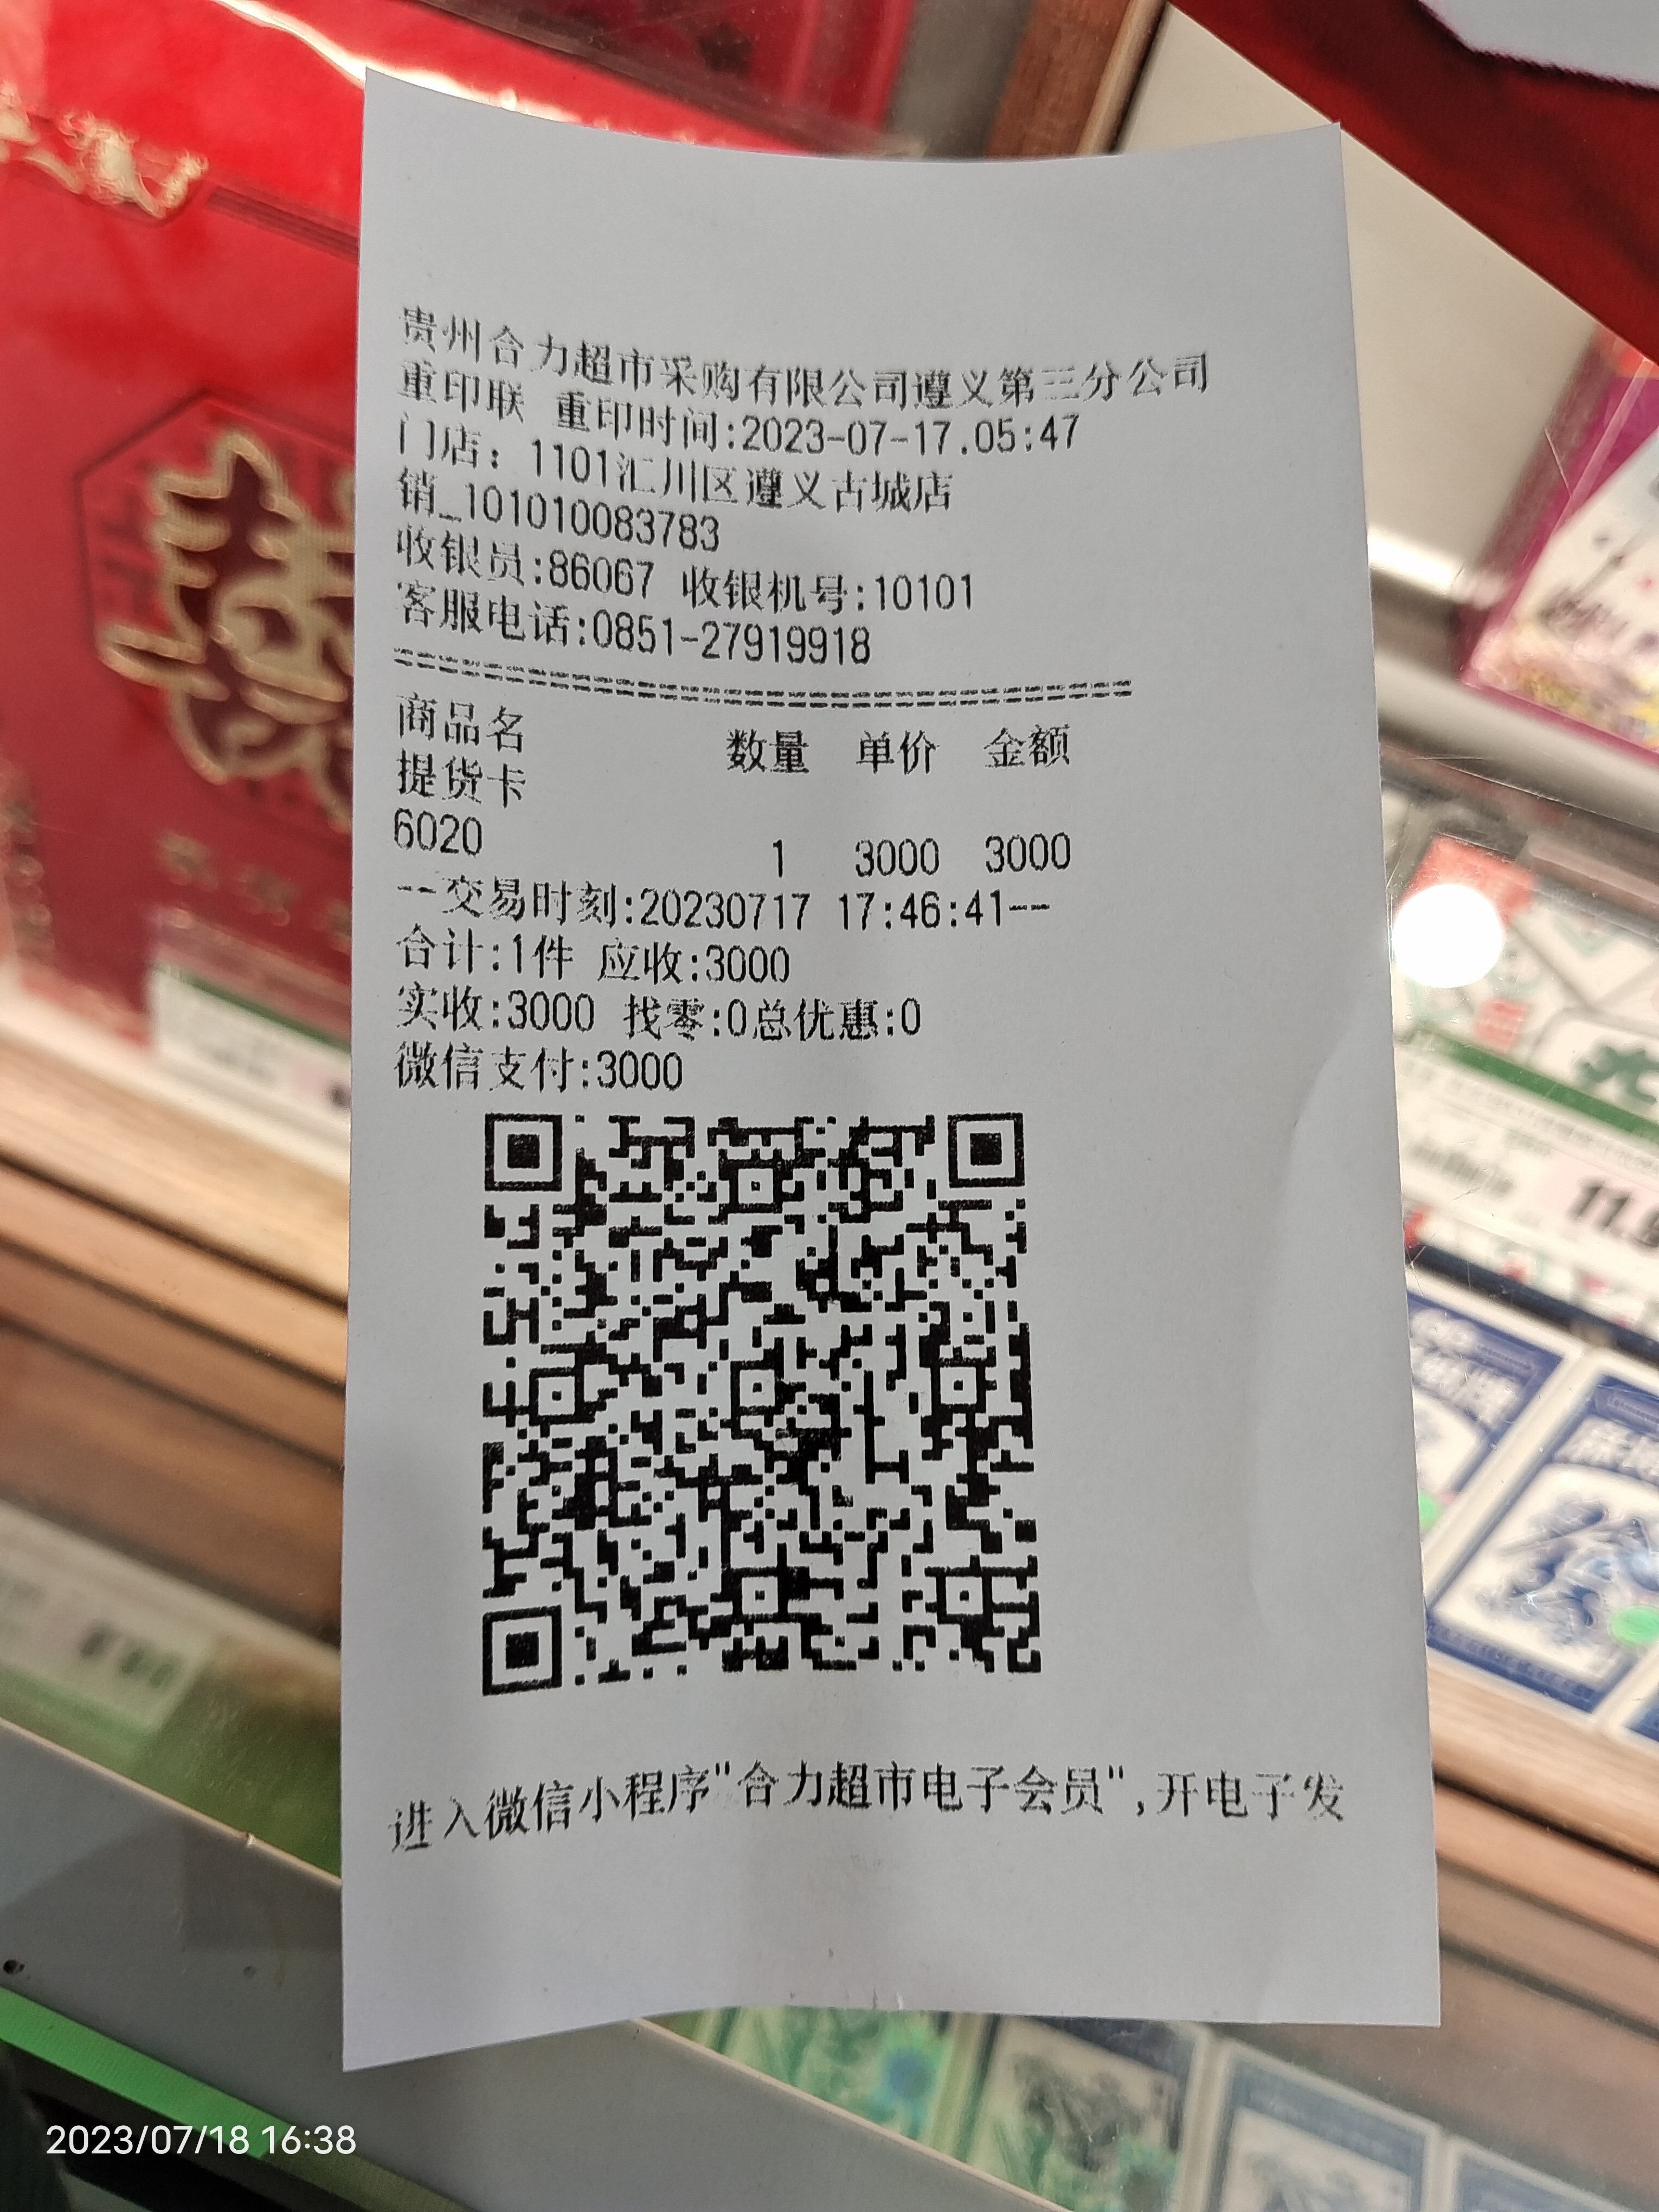 贵州合力超市采购有限公司遵义第三分公司
重印联 重印时间:2023-07-17.05:47
门店：1101汇川区遵义古城店
销_101010083783
收银员:86067 收银机号:10101
客服电话:0851-27919918
商品名 数量 单价 金额
提货卡
6020 1 3000 3000
--交易时刻:20230717 17:46:41--
合计:1件 应收:3000
实收:3000 找零:0总优惠:0
微信支付:3000
进入微信小程序"合力超市电子会员",开电子发
2023/07/18 16:38